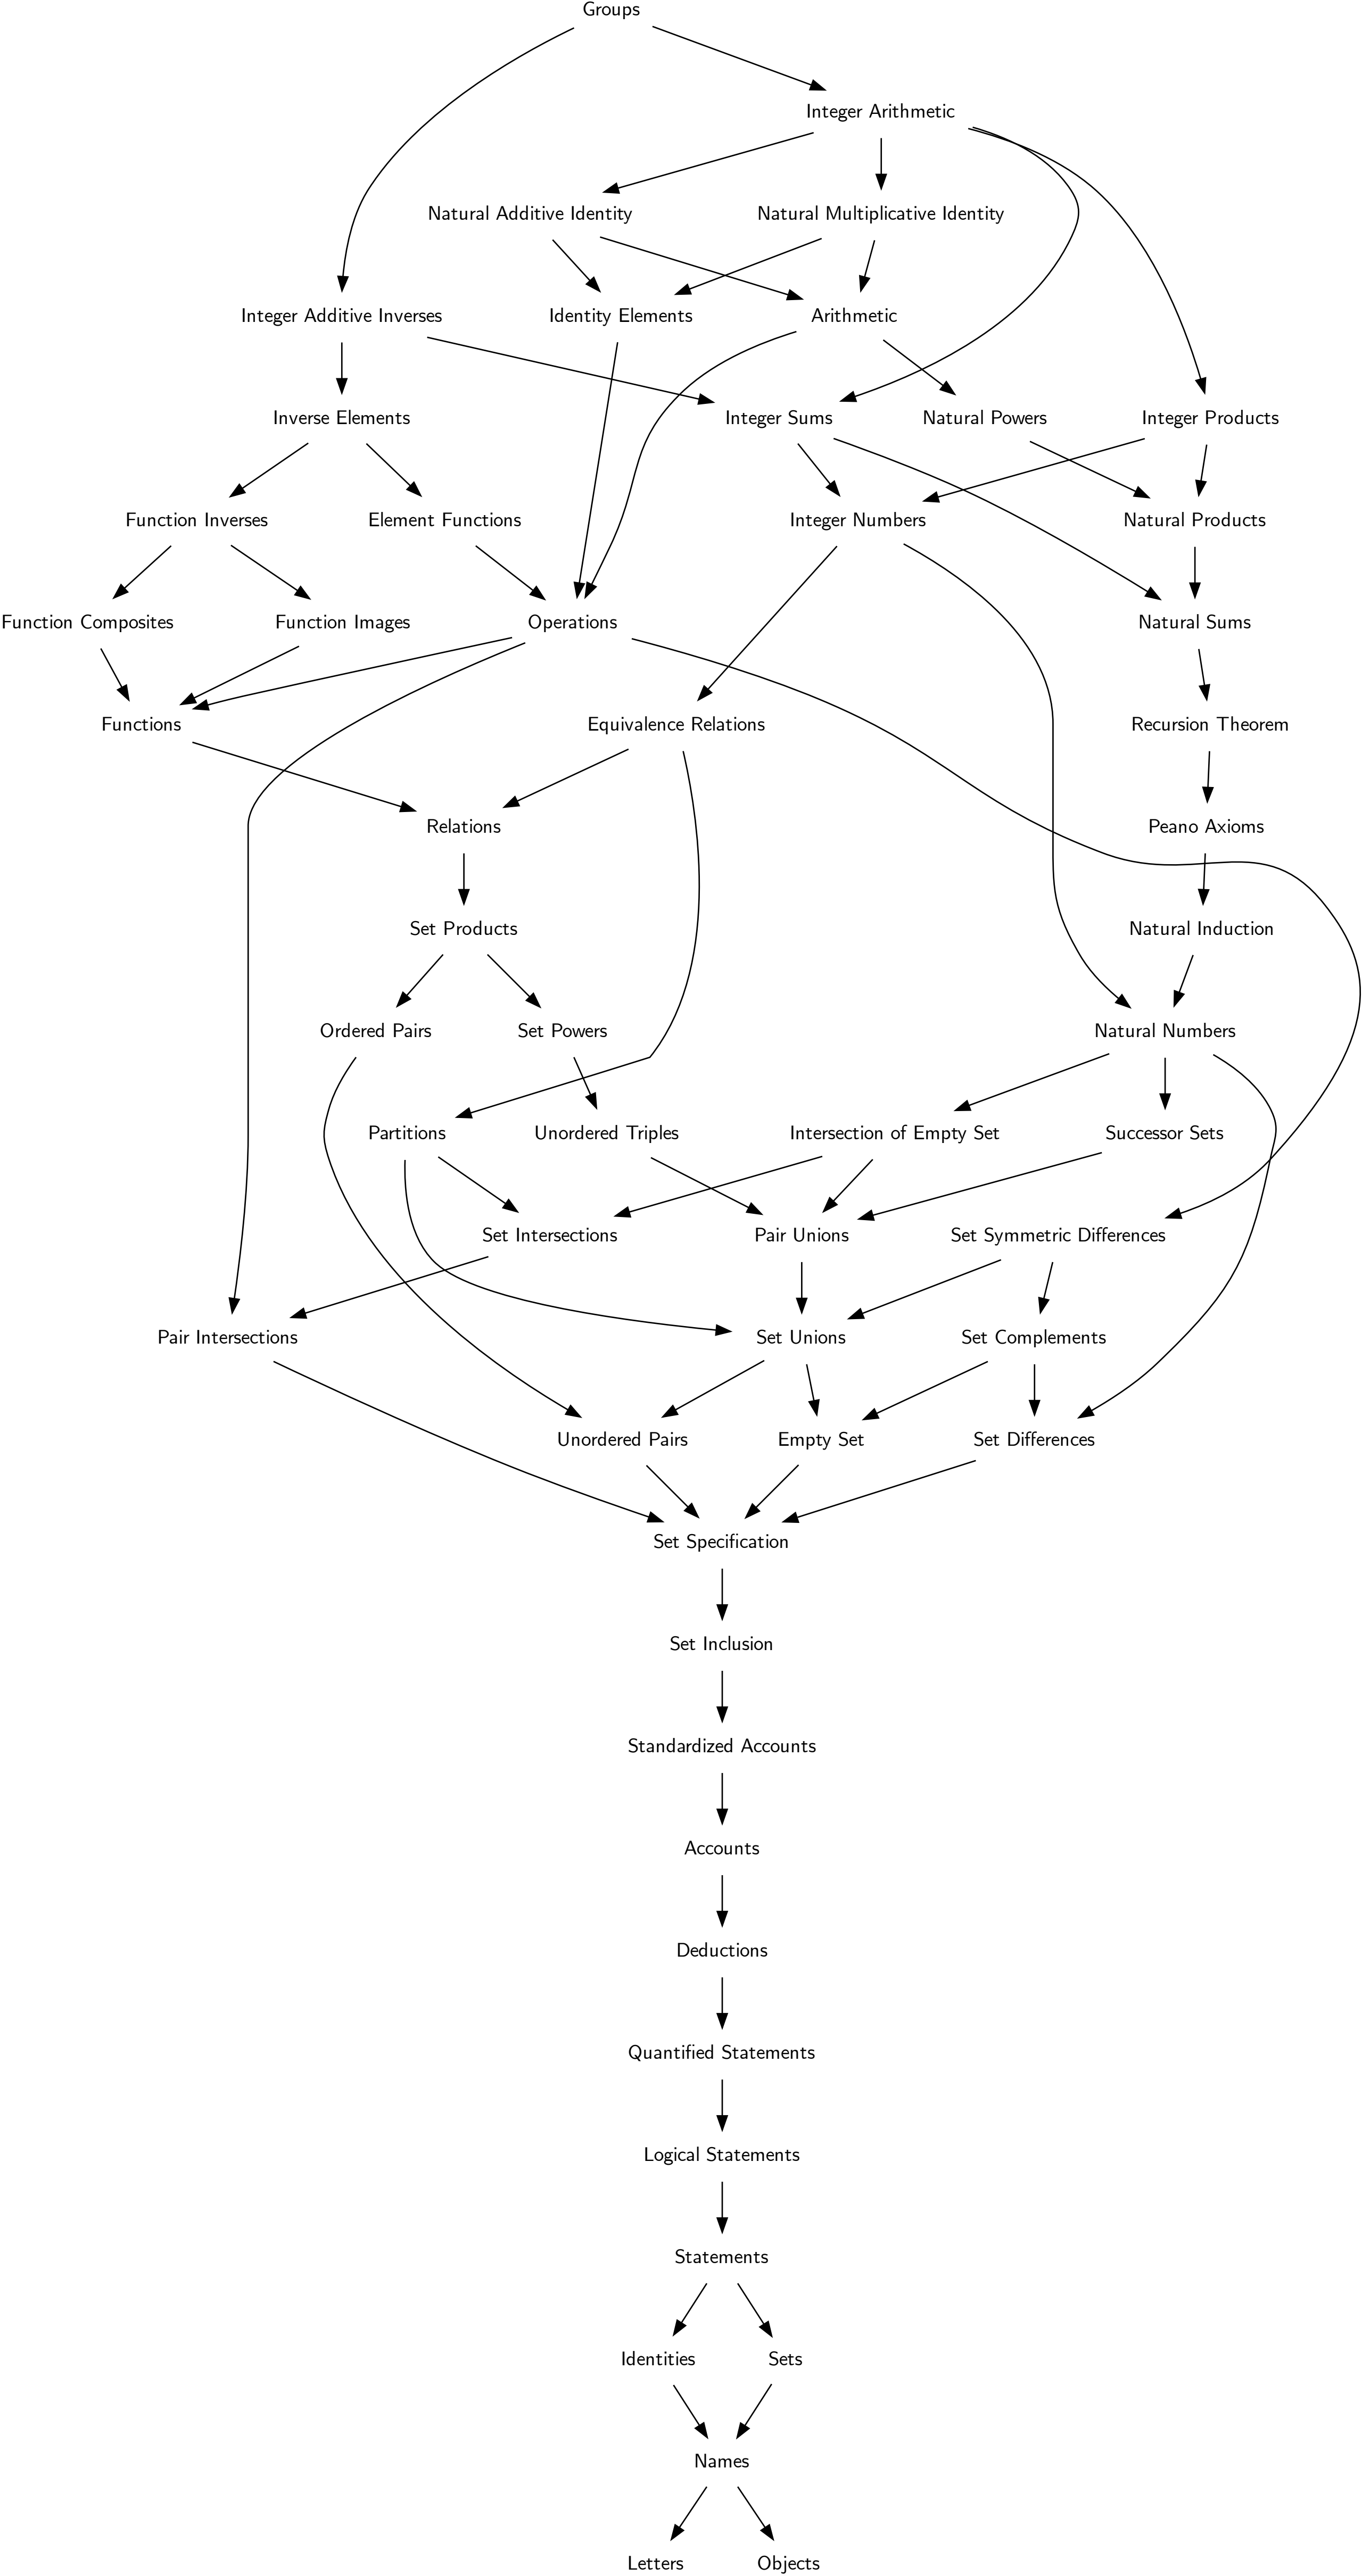 Groups
Integer Arithmetic
Natural Additive Identity
Natural Multiplicative Identity
Integer Additive Inverses
Identity Elements
Arithmetic
Inverse Elements
Integer Sums
Natural Powers
Integer Products
Function Inverses
Element Functions
Integer Numbers
Natural Products
Function Composites
Function Images
Operations
Natural Sums
Functions
Equivalence Relations
Recursion Theorem
Relations
Peano Axioms
Set Products
Natural Induction
Ordered Pairs
Set Powers
Natural Numbers
Partitions
Unordered Triples
Intersection of Empty Set
Successor Sets
Set Intersections
Pair Unions
Set Symmetric Differences
Pair Intersections
Set Unions
Set Complements
Unordered Pairs
Empty Set
Set Differences
Set Specification
Set Inclusion
Standardized Accounts
Accounts
Deductions
Quantified Statements
Logical Statements
Statements
Identities
Sets
Names
Letters
Objects